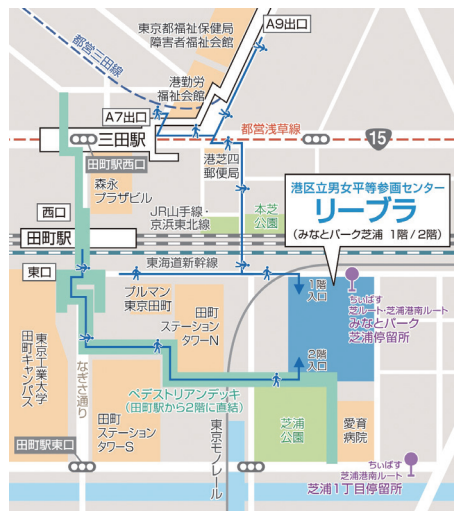 東京都福祉保健局
障害者福祉会館
A9出口
都営三田線
港勤労
福祉会館
A7出口
三田駅
都営浅草線
15
田町駅西口
港芝四
郵便局
森永
プラザビル
港区立男女平等参画センター
リーブラ
(みなとパーク芝浦 1階/2階)
西口
JR山手線・
京浜東北線
本芝
公園
田町駅
東海道新幹線
東口
プルマン
東京田町
1階
入口
ちぃばす
芝ルート・芝浦港南ルート
みなとパーク
芝浦停留所
田町
ステーション
タワーN
2階
入口
東京工業大学
田町キャンパス
なぎさ通り
ペデストリアンデッキ
(田町駅から2階に直結)
田町
ステーション
タワーS
東京モノレール
芝浦
公園
愛育
病院
田町駅東口
ちぃばす
芝浦港南ルート
芝浦1丁目停留所